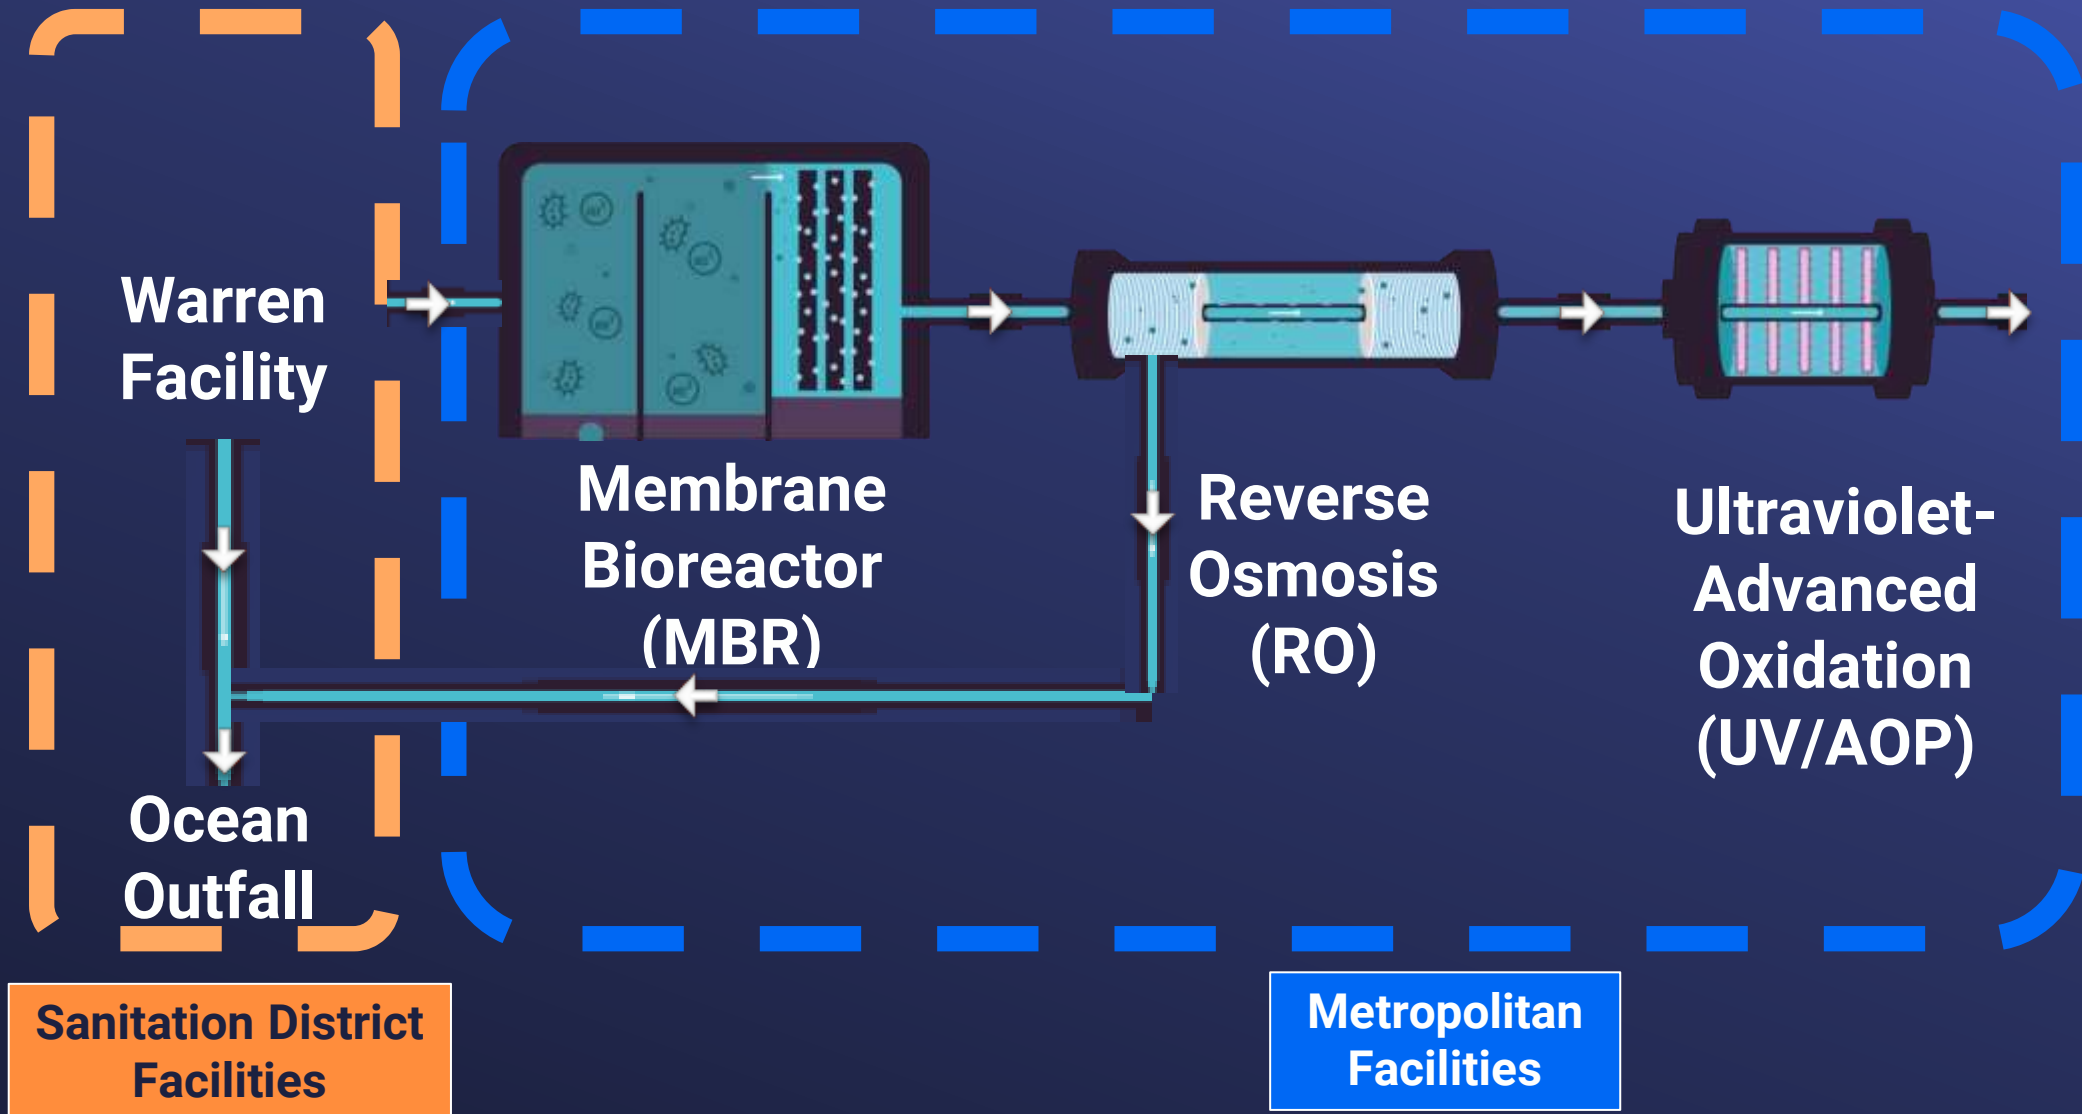 Warren
Facility
Membrane
Bioreactor
(MBR)
Reverse
Osmosis
(RO)
Ultraviolet-
Advanced
Oxidation
(UV/AOP)
Ocean
Outfall
Sanitation District
Facilities
Metropolitan
Facilities